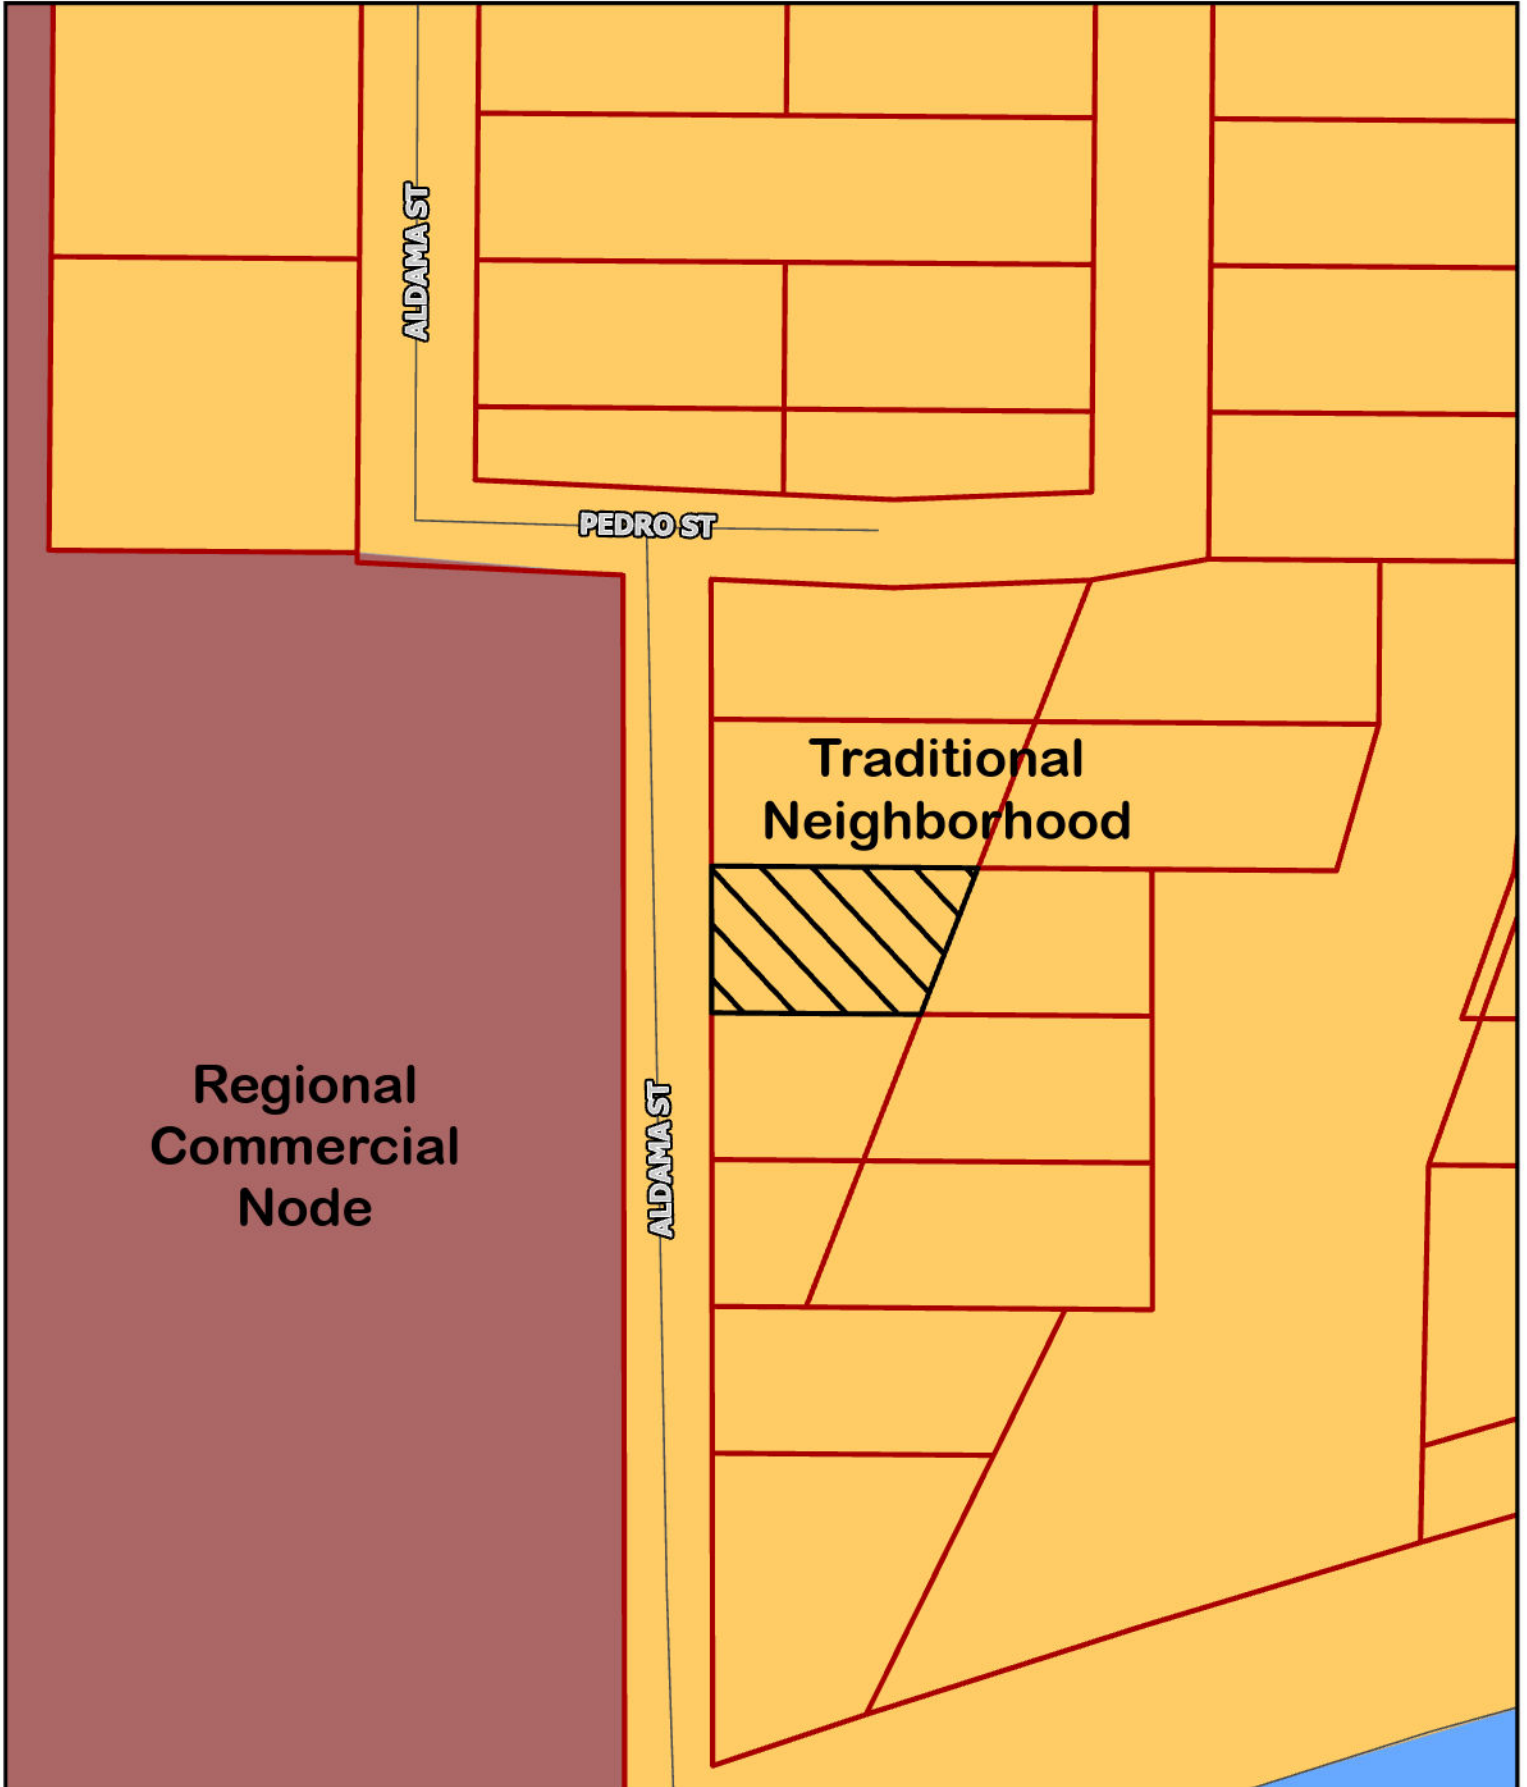 ALDAMA ST
PEDRO ST
Traditional
Neighborhood
Regional
Commercial
Node
ALDAMA ST